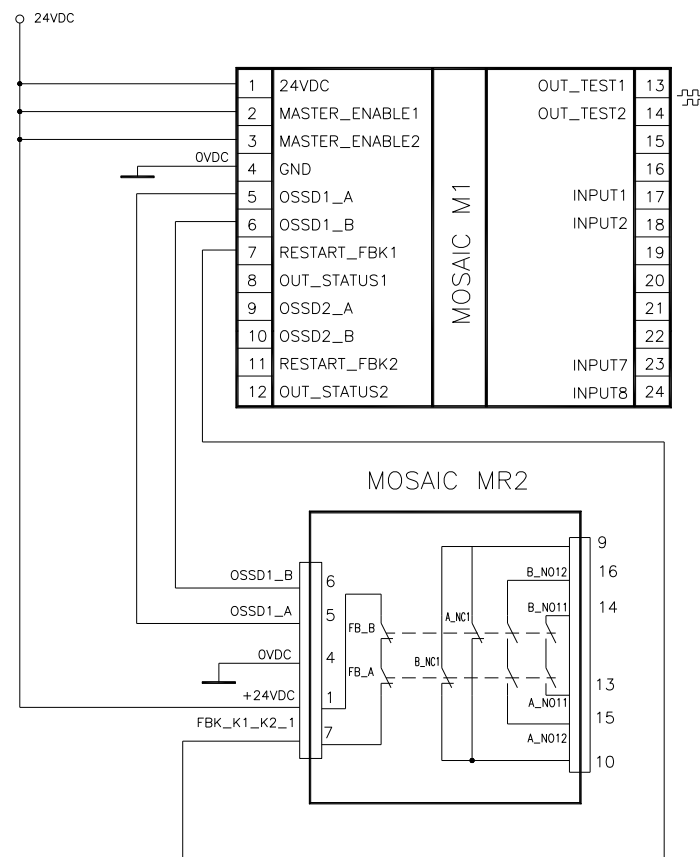 24VDC
1 24VDC OUT_TEST1 13
2 MASTER_ENABLE1 OUT_TEST2 14
3 MASTER_ENABLE2 15
0VDC 4 GND 16
5 OSSD1_A INPUT1 17
6 OSSD1_B INPUT2 18
7 RESTART_FBK1 19
8 OUT_STATUS1 20
9 OSSD2_A 21
10 OSSD2_B 22
11 RESTART_FBK2 INPUT7 23
12 OUT_STATUS2 INPUT8 24
MOSAIC M1
MOSAIC MR2
9
OSSD1_B 6 B_NO12 16
OSSD1_A 5 A_NC1 B_NO11 14
FB_B
0VDC 4 B_NC1
FB_A 13
+24VDC 1 A_NO11
FBK_K1_K2_1 7 15
A_NO12
10